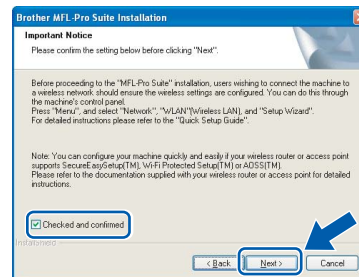 Brother MFL-Pro Suite Installation
Important Notice
Please confirm the setting below before clicking "Next".
Before proceeding to the "MFL-Pro Suite" installation, users wishing to connect the machine to
a wireless network should ensure the wireless settings are configured. You can do this through
the machine's control panel.
Press "Menu", and select "Network", "WLAN"(Wireless LAN), and "Setup Wizard".
For detailed instructions please refer to the "Quick Setup Guide".
Note: You can configure your machine quickly and easily if your wireless router or access point
supports SecureEasySetup(TM), Wi-Fi Protected Setup(TM) or AOSS(TM).
Please refer to the documentation supplied with your wireless router or access point for detailed
instructions.
Checked and confirmed
< Back Next > Cancel